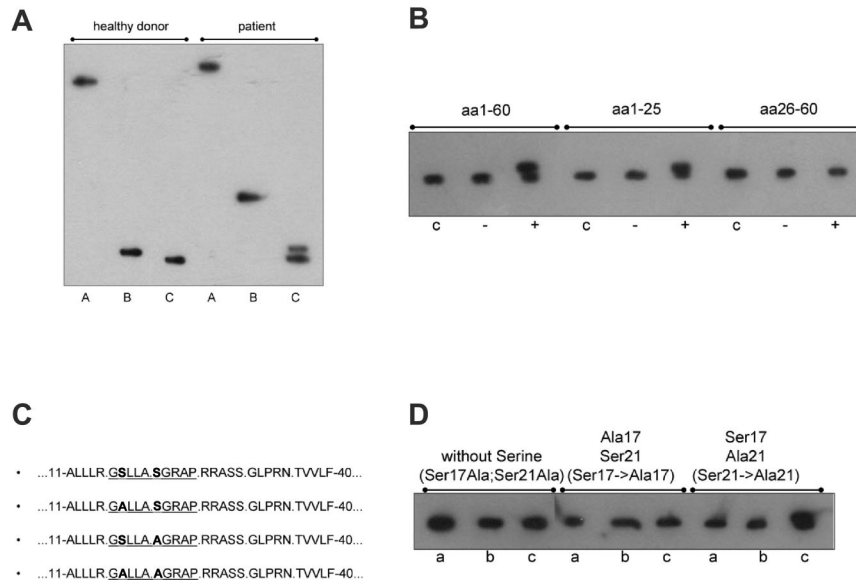 A
healthy donor patient
A B C A B C
B
aa1-60 aa1-25 aa26-60
c - + c - + c - +
C
• ...11-ALLLR.GSLLA.SGRAP.RRASS.GLPRN.TVVLF-40...
• ...11-ALLLR.GALLA.SGRAP.RRASS.GLPRN.TVVLF-40...
• ...11-ALLLR.GSLLA.AGRAP.RRASS.GLPRN.TVVLF-40...
• ...11-ALLLR.GALLA.AGRAP.RRASS.GLPRN.TVVLF-40...
D
without Serine
(Ser17Ala;Ser21Ala)
Ala17
Ser21
(Ser17->Ala17)
Ser17
Ala21
(Ser21->Ala21)
a b c a b c a b c